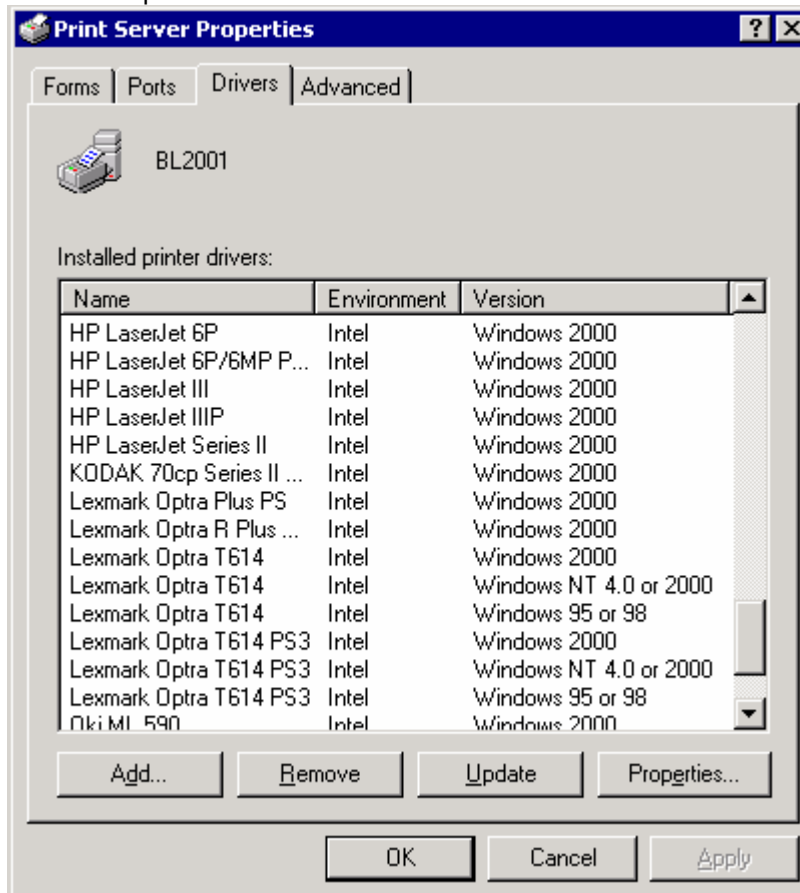 Print Server Properties
Forms Ports Drivers Advanced
BL2001
Installed printer drivers:
Name Environment Version
HP LaserJet 6P Intel Windows 2000
HP LaserJet 6P/6MP P... Intel Windows 2000
HP LaserJet III Intel Windows 2000
HP LaserJet IIIP Intel Windows 2000
HP LaserJet Series II Intel Windows 2000
KODAK 70cp Series II ... Intel Windows 2000
Lexmark Optra Plus PS Intel Windows 2000
Lexmark Optra R Plus ... Intel Windows 2000
Lexmark Optra T614 Intel Windows 2000
Lexmark Optra T614 Intel Windows NT 4.0 or 2000
Lexmark Optra T614 Intel Windows 95 or 98
Lexmark Optra T614 PS3 Intel Windows 2000
Lexmark Optra T614 PS3 Intel Windows NT 4.0 or 2000
Lexmark Optra T614 PS3 Intel Windows 95 or 98
Oki ML 590 Intel Windows 2000
Add... Remove Update Properties...
OK Cancel Apply